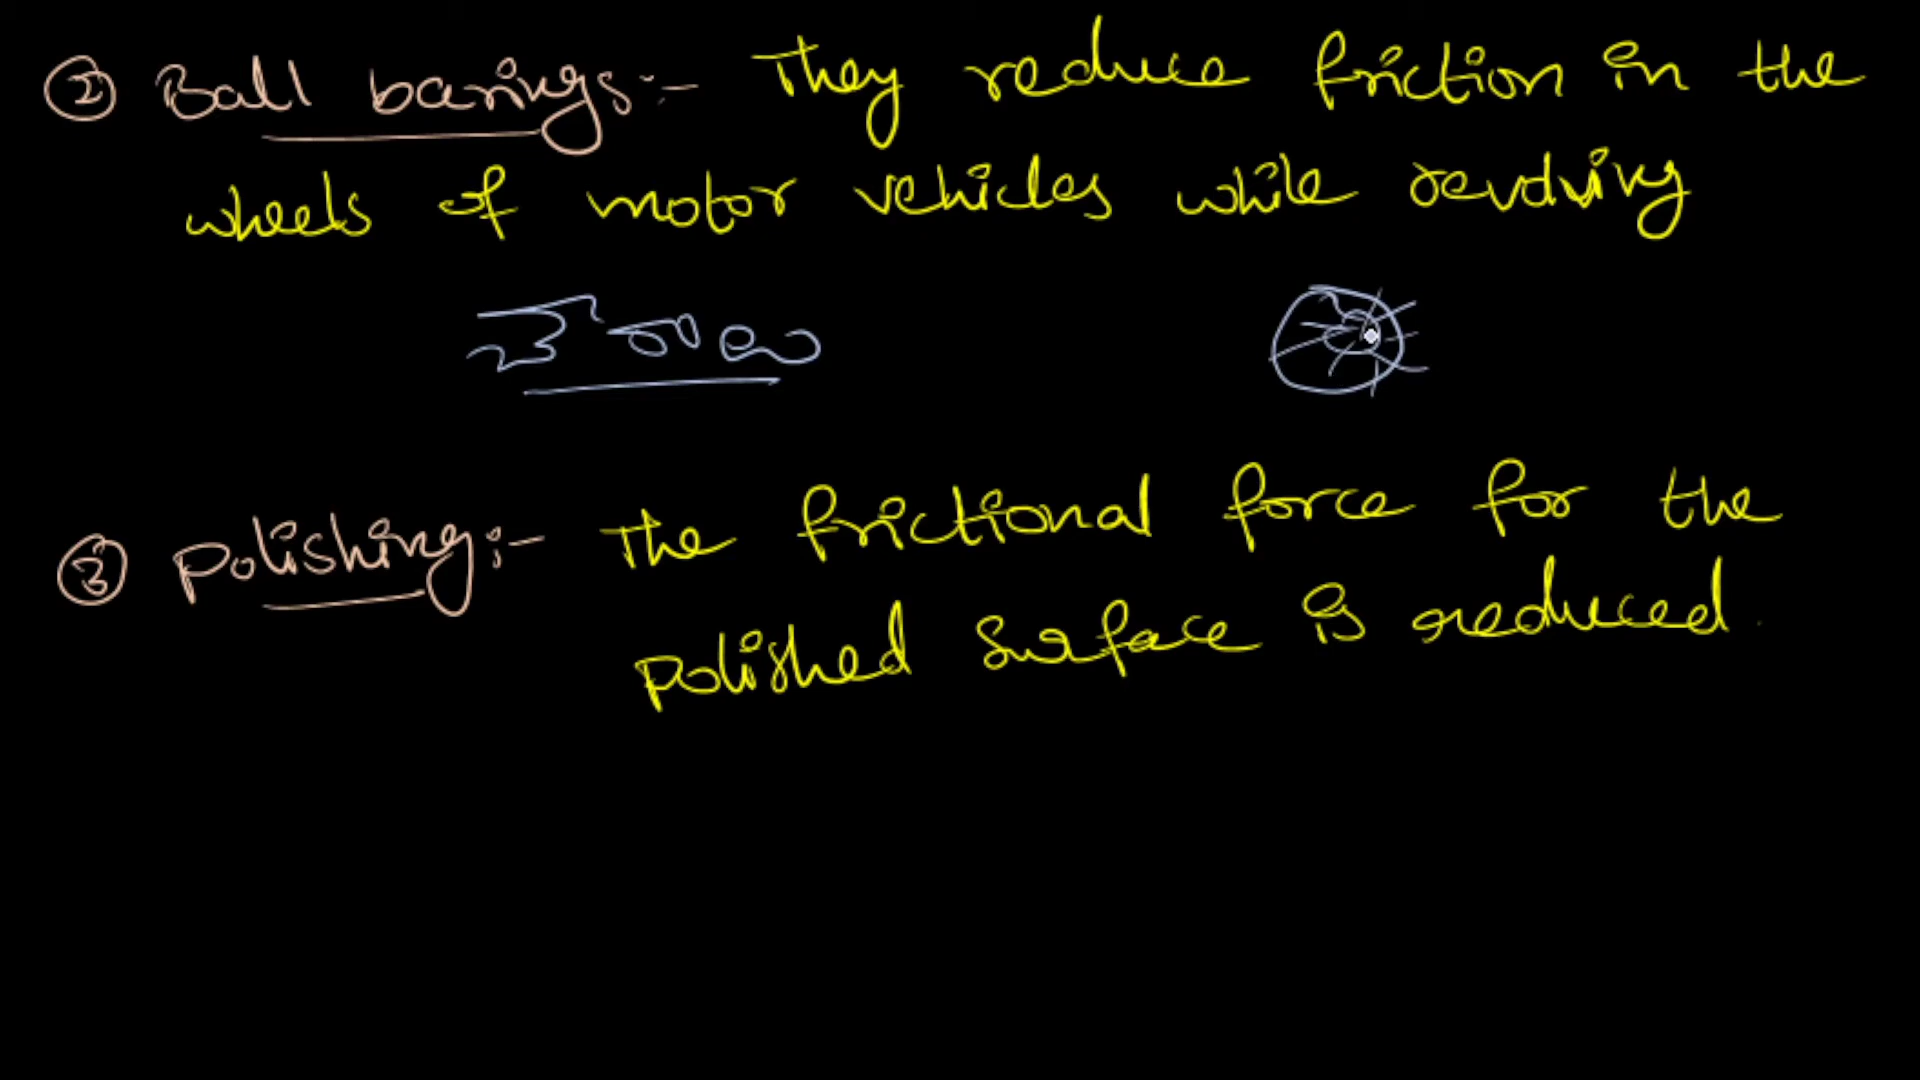 ② Ball barings:- They reduce friction in the
wheels of motor vehicles while revolving
③ polishing:- The frictional force for the
polished surface is reduced.